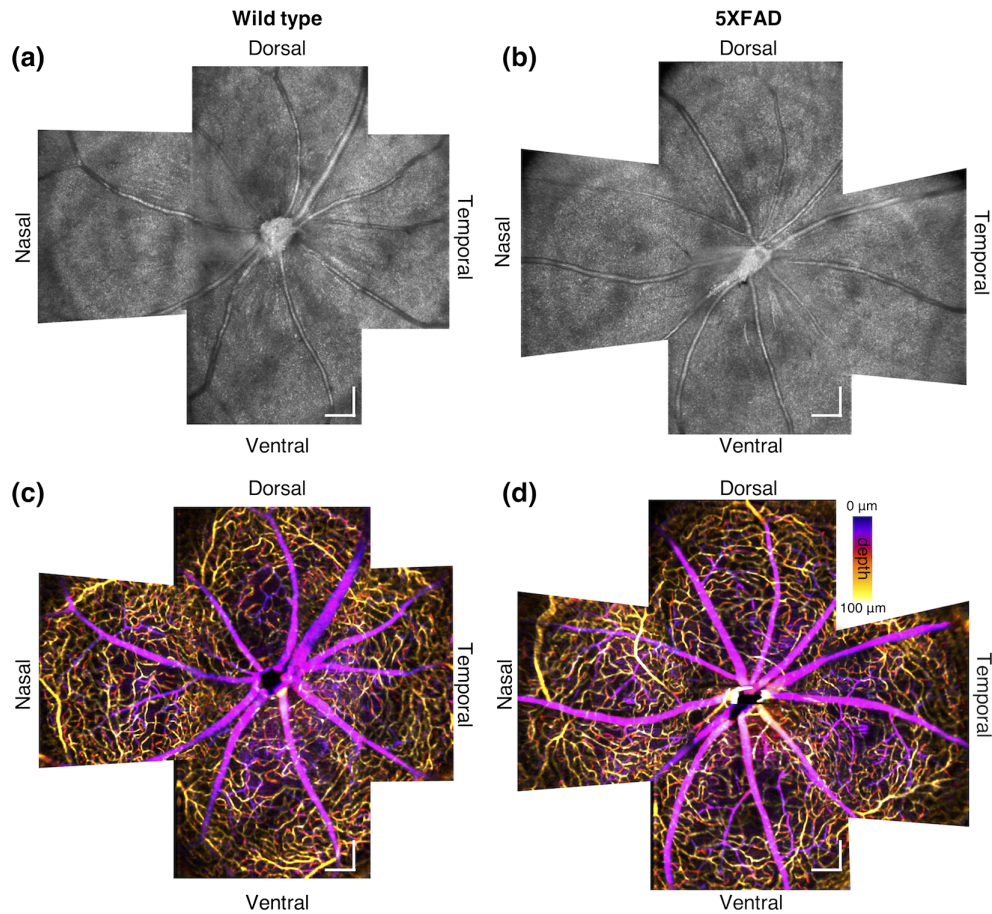 Wild type
5XFAD
(a)
Dorsal
(b)
Dorsal
Nasal
Temporal
Nasal
Temporal
Ventral
Ventral
(c)
Dorsal
(d)
Dorsal
0 µm
depth
100 µm
Nasal
Temporal
Nasal
Temporal
Ventral
Ventral